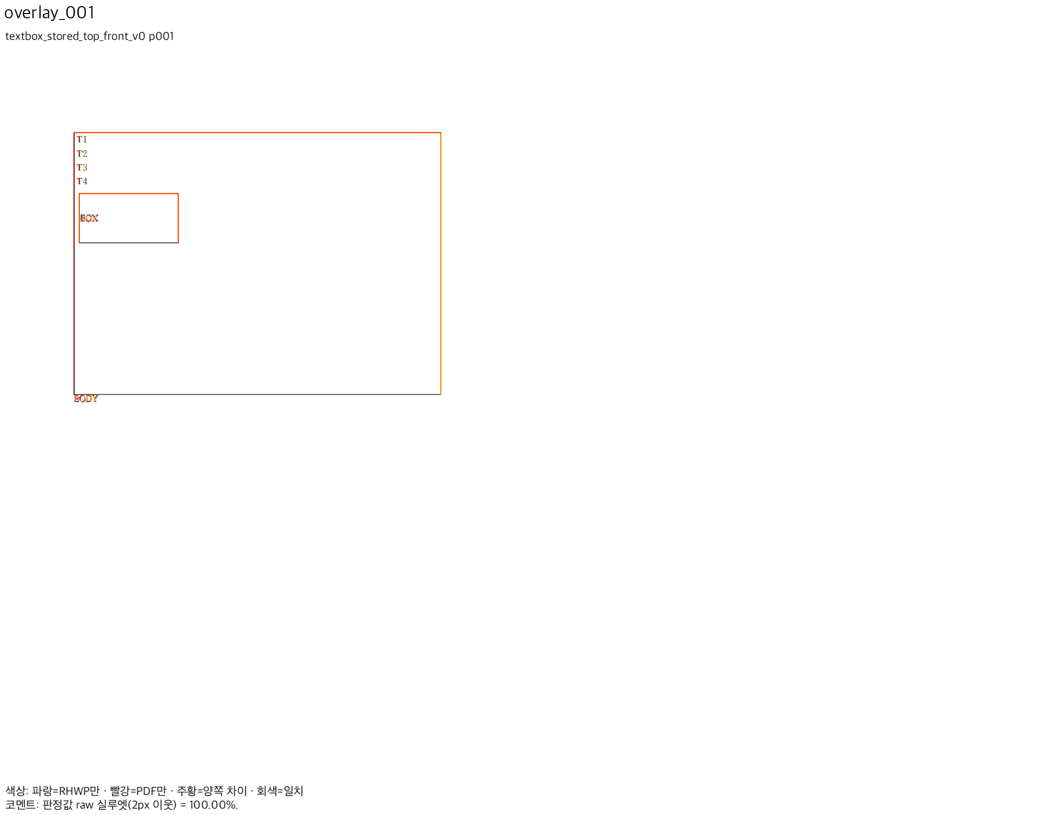 overlay_001
textbox_stored_top_front_v0 p001
T1
T2
T3
T4
BOX
BODY
색상: 파랑=RHWP만 · 빨강=PDF만 · 주황=양쪽 차이 · 회색=일치
코멘트: 판정값 raw 실루엣(2px 이웃) = 100.00%.